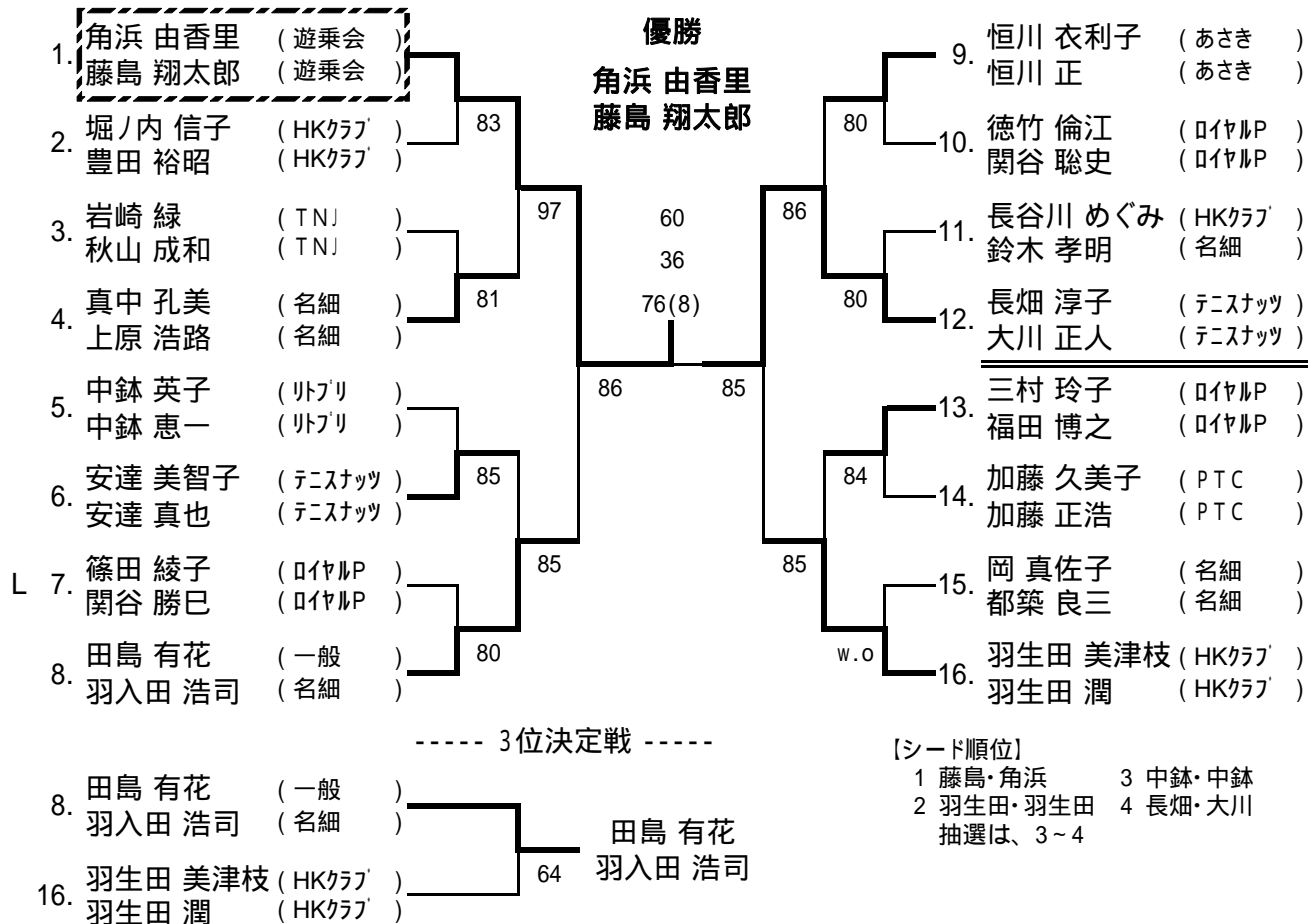 優勝
角浜 由香里
藤島 翔太郎
1. 角浜 由香里 ( 遊乗会 )
藤島 翔太郎 ( 遊乗会 )
2. 堀ノ内 信子 ( HKｸﾗﾌﾞ )
豊田 裕昭 ( HKｸﾗﾌﾞ )
3. 岩崎 緑 ( TNJ )
秋山 成和 ( TNJ )
4. 真中 孔美 ( 名細 )
上原 浩路 ( 名細 )
5. 中鉢 英子 ( ﾘﾄﾌﾟﾘ )
中鉢 恵一 ( ﾘﾄﾌﾟﾘ )
6. 安達 美智子 ( ﾃﾆｽﾅｯﾂ )
安達 真也 ( ﾃﾆｽﾅｯﾂ )
L 7. 篠田 綾子 ( ﾛｲﾔﾙP )
関谷 勝巳 ( ﾛｲﾔﾙP )
8. 田島 有花 ( 一般 )
羽入田 浩司 ( 名細 )
83
81
85
80
97
85
86
60
36
76(8)
85
86
85
80
80
84
w.o
9. 恒川 衣利子 ( あさき )
恒川 正 ( あさき )
10. 徳竹 倫江 ( ﾛｲﾔﾙP )
関谷 聡史 ( ﾛｲﾔﾙP )
11. 長谷川 めぐみ ( HKｸﾗﾌﾞ )
鈴木 孝明 ( 名細 )
12. 長畑 淳子 ( ﾃﾆｽﾅｯﾂ )
大川 正人 ( ﾃﾆｽﾅｯﾂ )
13. 三村 玲子 ( ﾛｲﾔﾙP )
福田 博之 ( ﾛｲﾔﾙP )
14. 加藤 久美子 ( PTC )
加藤 正浩 ( PTC )
15. 岡 真佐子 ( 名細 )
都築 良三 ( 名細 )
16. 羽生田 美津枝 ( HKｸﾗﾌﾞ )
羽生田 潤 ( HKｸﾗﾌﾞ )
----- 3位決定戦 -----
8. 田島 有花 ( 一般 )
羽入田 浩司 ( 名細 )
16. 羽生田 美津枝 ( HKｸﾗﾌﾞ )
羽生田 潤 ( HKｸﾗﾌﾞ )
64
田島 有花
羽入田 浩司
【シード順位】
1 藤島・角浜 3 中鉢・中鉢
2 羽生田・羽生田 4 長畑・大川
抽選は、3~4